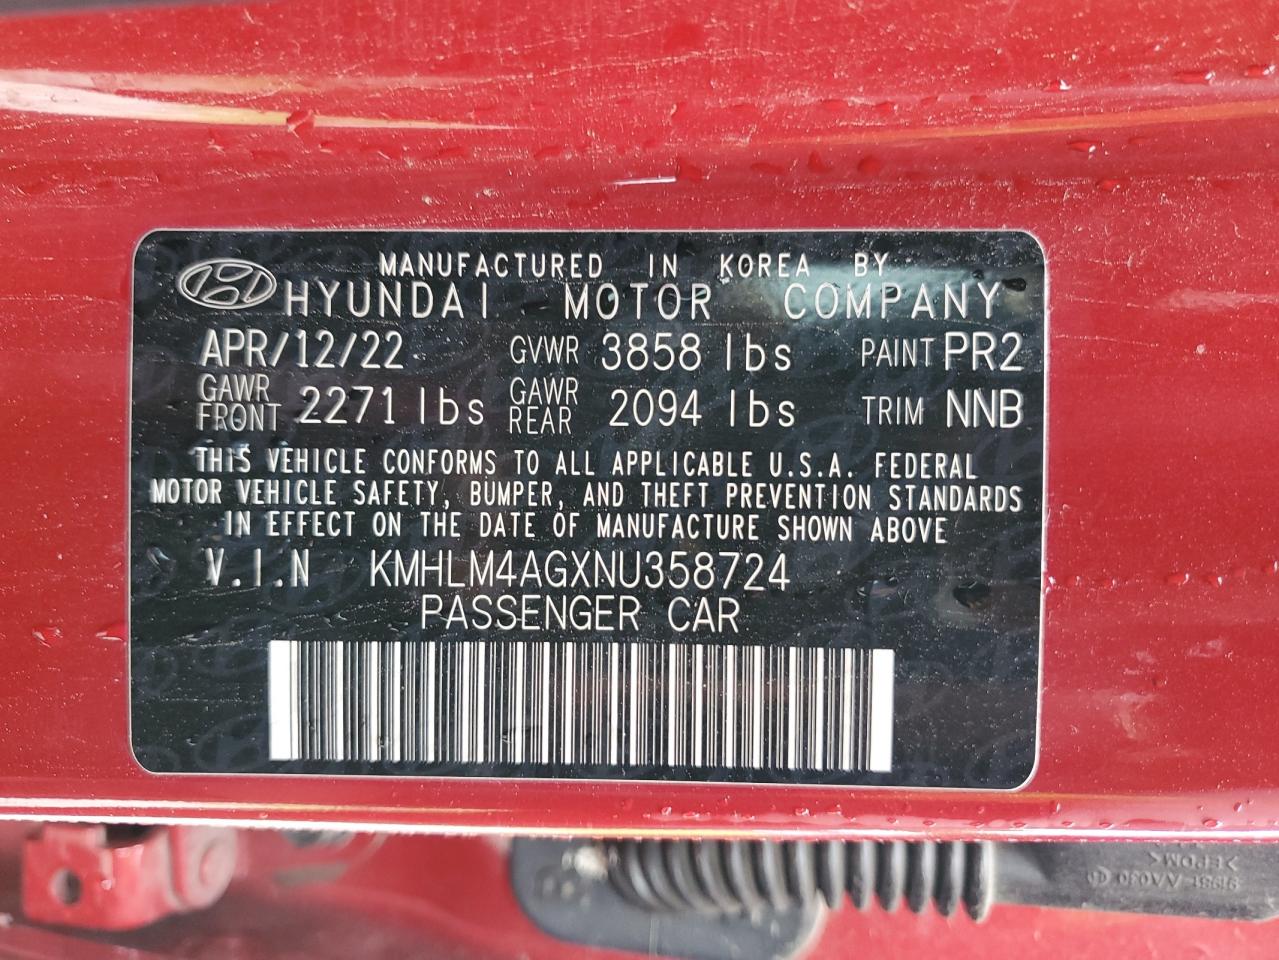 MANUFACTURED IN KOREA BY
HYUNDAI MOTOR COMPANY
APR/12/22 GVWR 3858 lbs PAINT PR2
GAWR FRONT 2271 lbs GAWR REAR 2094 lbs TRIM NNB
THIS VEHICLE CONFORMS TO ALL APPLICABLE U.S.A. FEDERAL
MOTOR VEHICLE SAFETY, BUMPER, AND THEFT PREVENTION STANDARDS
IN EFFECT ON THE DATE OF MANUFACTURE SHOWN ABOVE
V.I.N KMHLM4AGXNU358724
PASSENGER CAR
>EPDM<